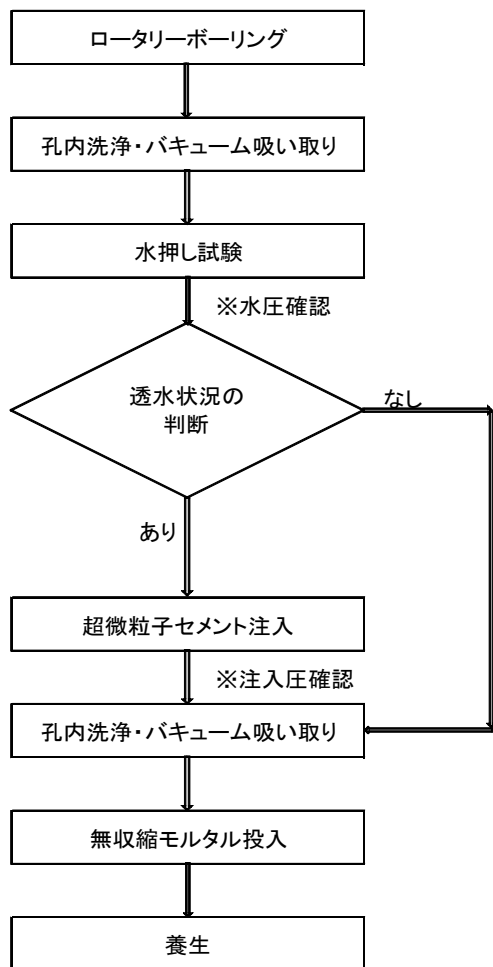 ロータリーボーリング
孔内洗浄・バキューム吸い取り
水押し試験
※水圧確認
透水状況の
判断
なし
あり
超微粒子セメント注入
※注入圧確認
孔内洗浄・バキューム吸い取り
無収縮モルタル投入
養生